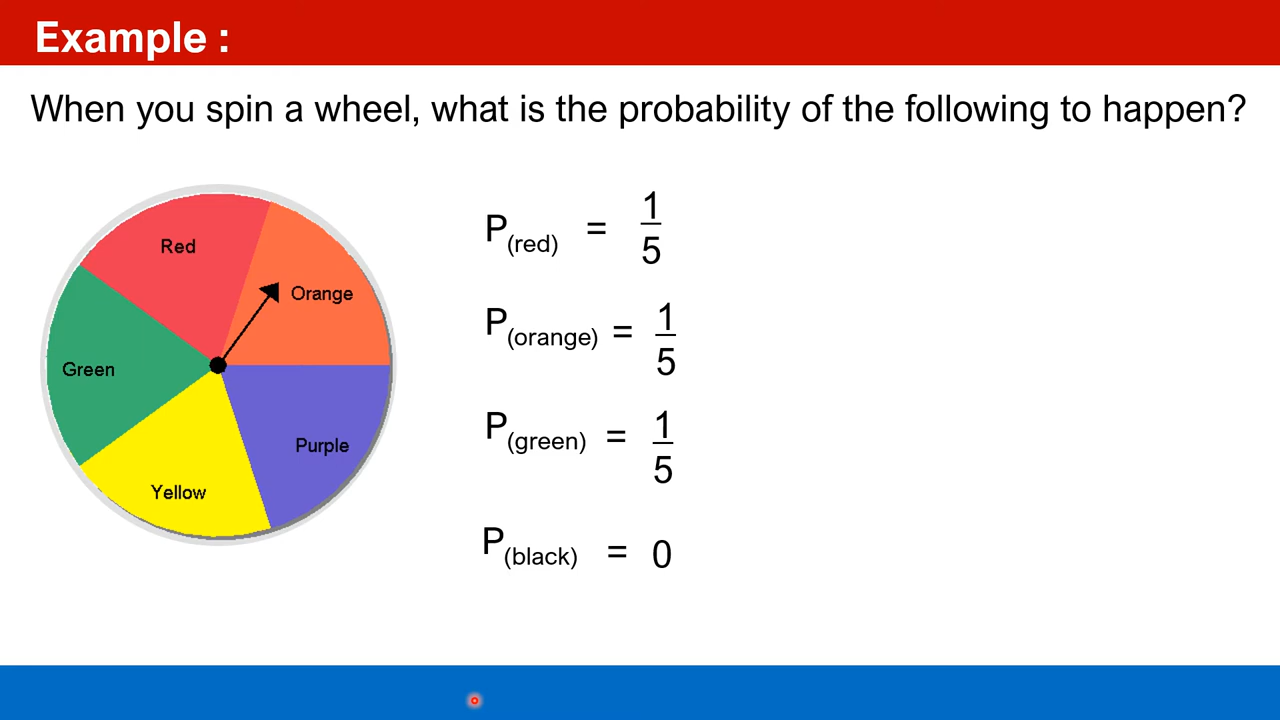 Example :
When you spin a wheel, what is the probability of the following to happen?
Red
Orange
Green
Purple
Yellow
P(red) = 1/5
P(orange) = 1/5
P(green) = 1/5
P(black) = 0